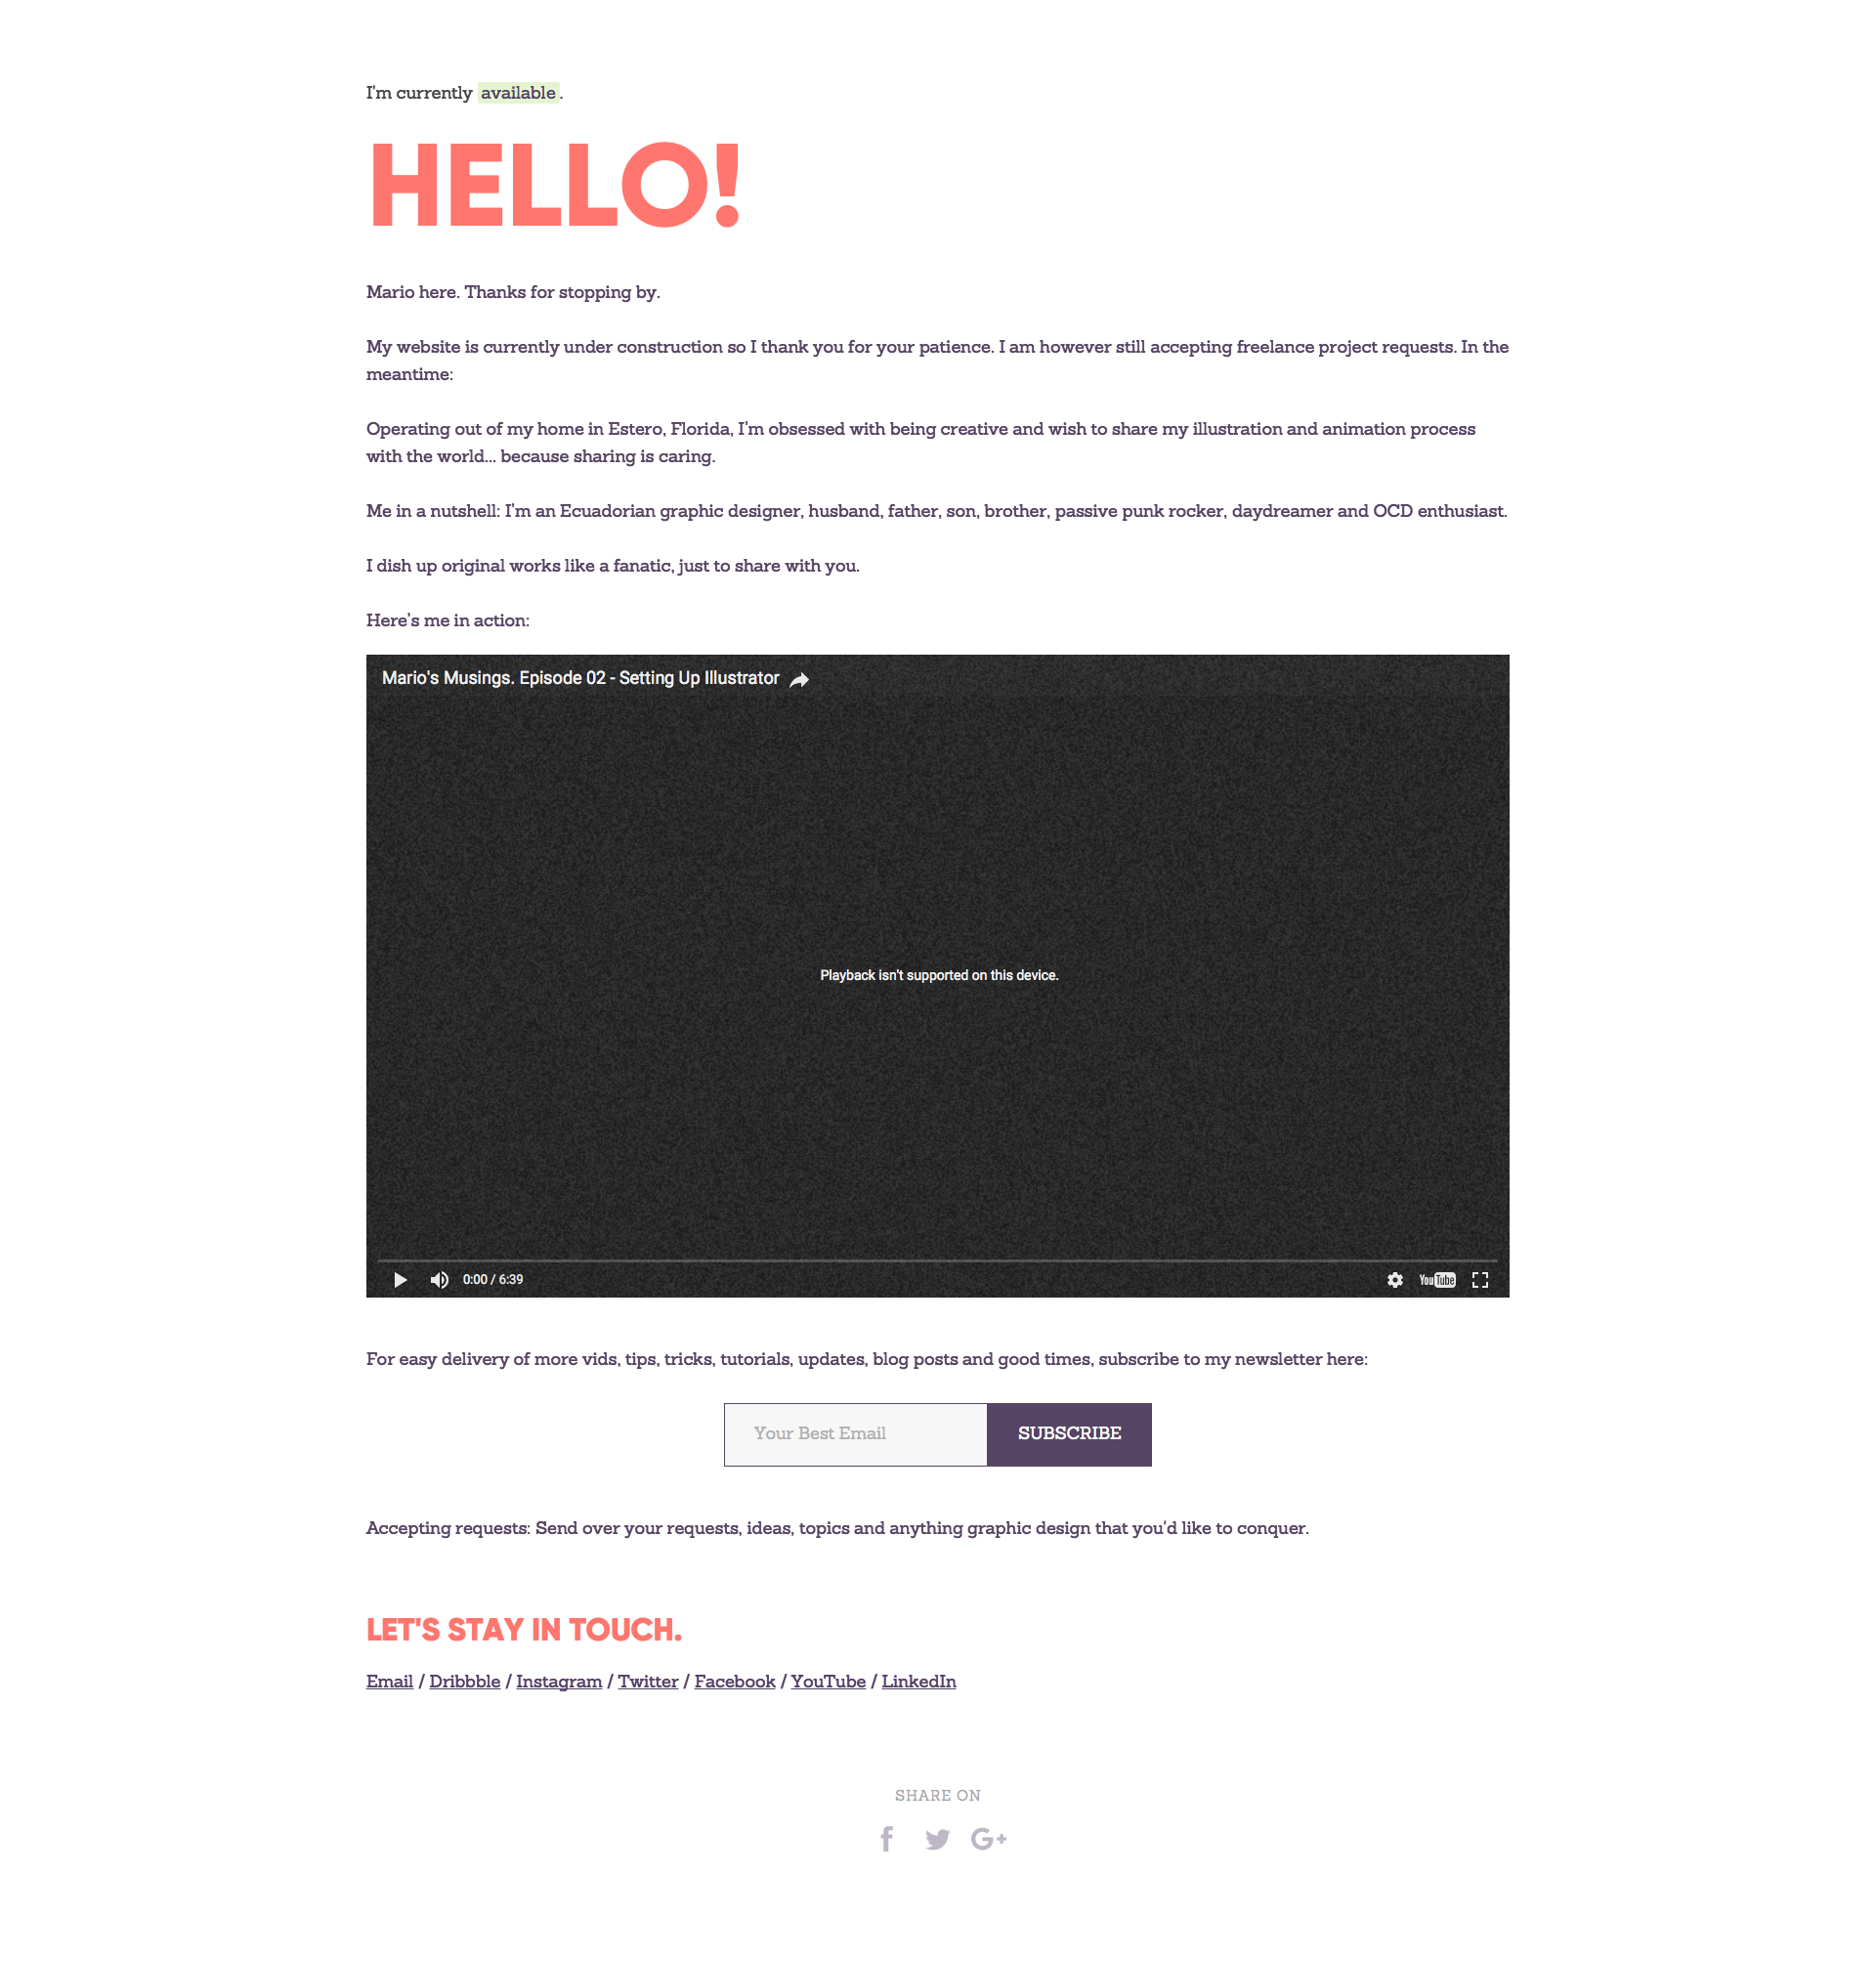 I'm currently available.
HELLO!
Mario here. Thanks for stopping by.
My website is currently under construction so I thank you for your patience. I am however still accepting freelance project requests. In the
meantime:
Operating out of my home in Estero, Florida, I'm obsessed with being creative and wish to share my illustration and animation process
with the world... because sharing is caring.
Me in a nutshell: I'm an Ecuadorian graphic designer, husband, father, son, brother, passive punk rocker, daydreamer and OCD enthusiast.
I dish up original works like a fanatic, just to share with you.
Here's me in action:
Mario's Musings. Episode 02 - Setting Up Illustrator
Playback isn't supported on this device.
0:00 / 6:39
YouTube
For easy delivery of more vids, tips, tricks, tutorials, updates, blog posts and good times, subscribe to my newsletter here:
Your Best Email
SUBSCRIBE
Accepting requests: Send over your requests, ideas, topics and anything graphic design that you'd like to conquer.
LET'S STAY IN TOUCH.
Email / Dribbble / Instagram / Twitter / Facebook / YouTube / LinkedIn
SHARE ON